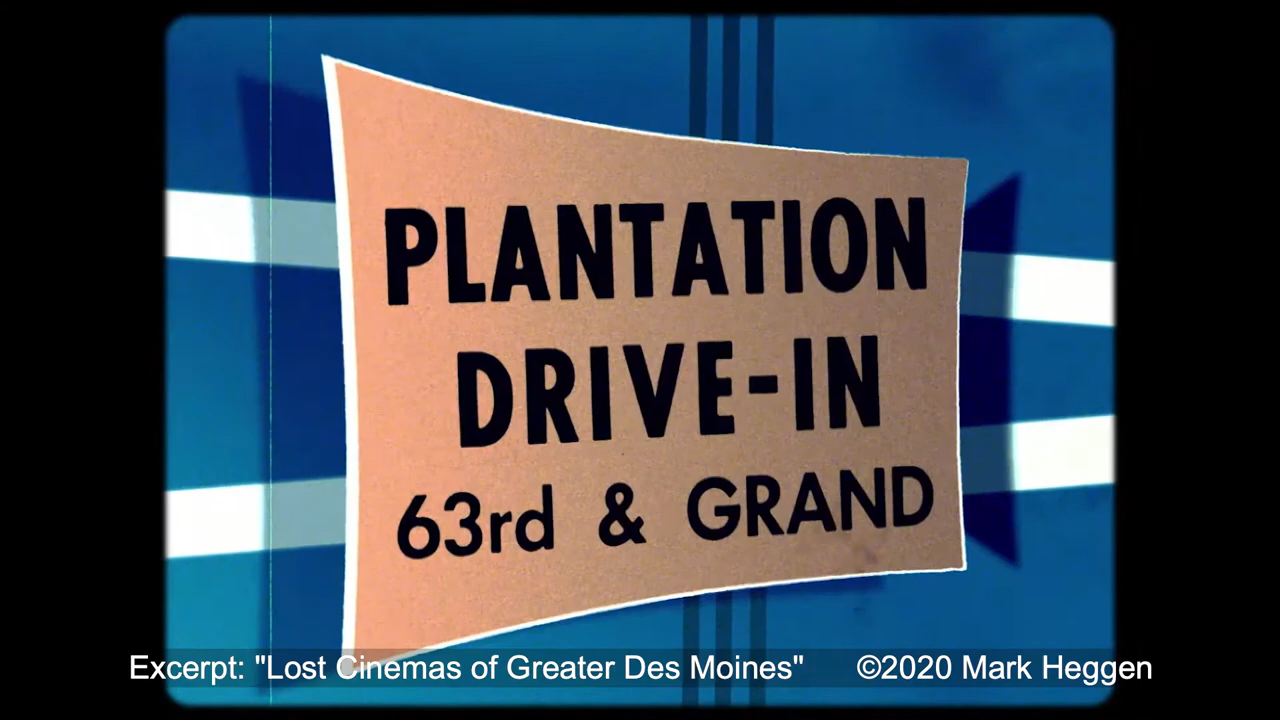 PLANTATION
DRIVE-IN
63rd & GRAND
Excerpt: "Lost Cinemas of Greater Des Moines" ©2020 Mark Heggen